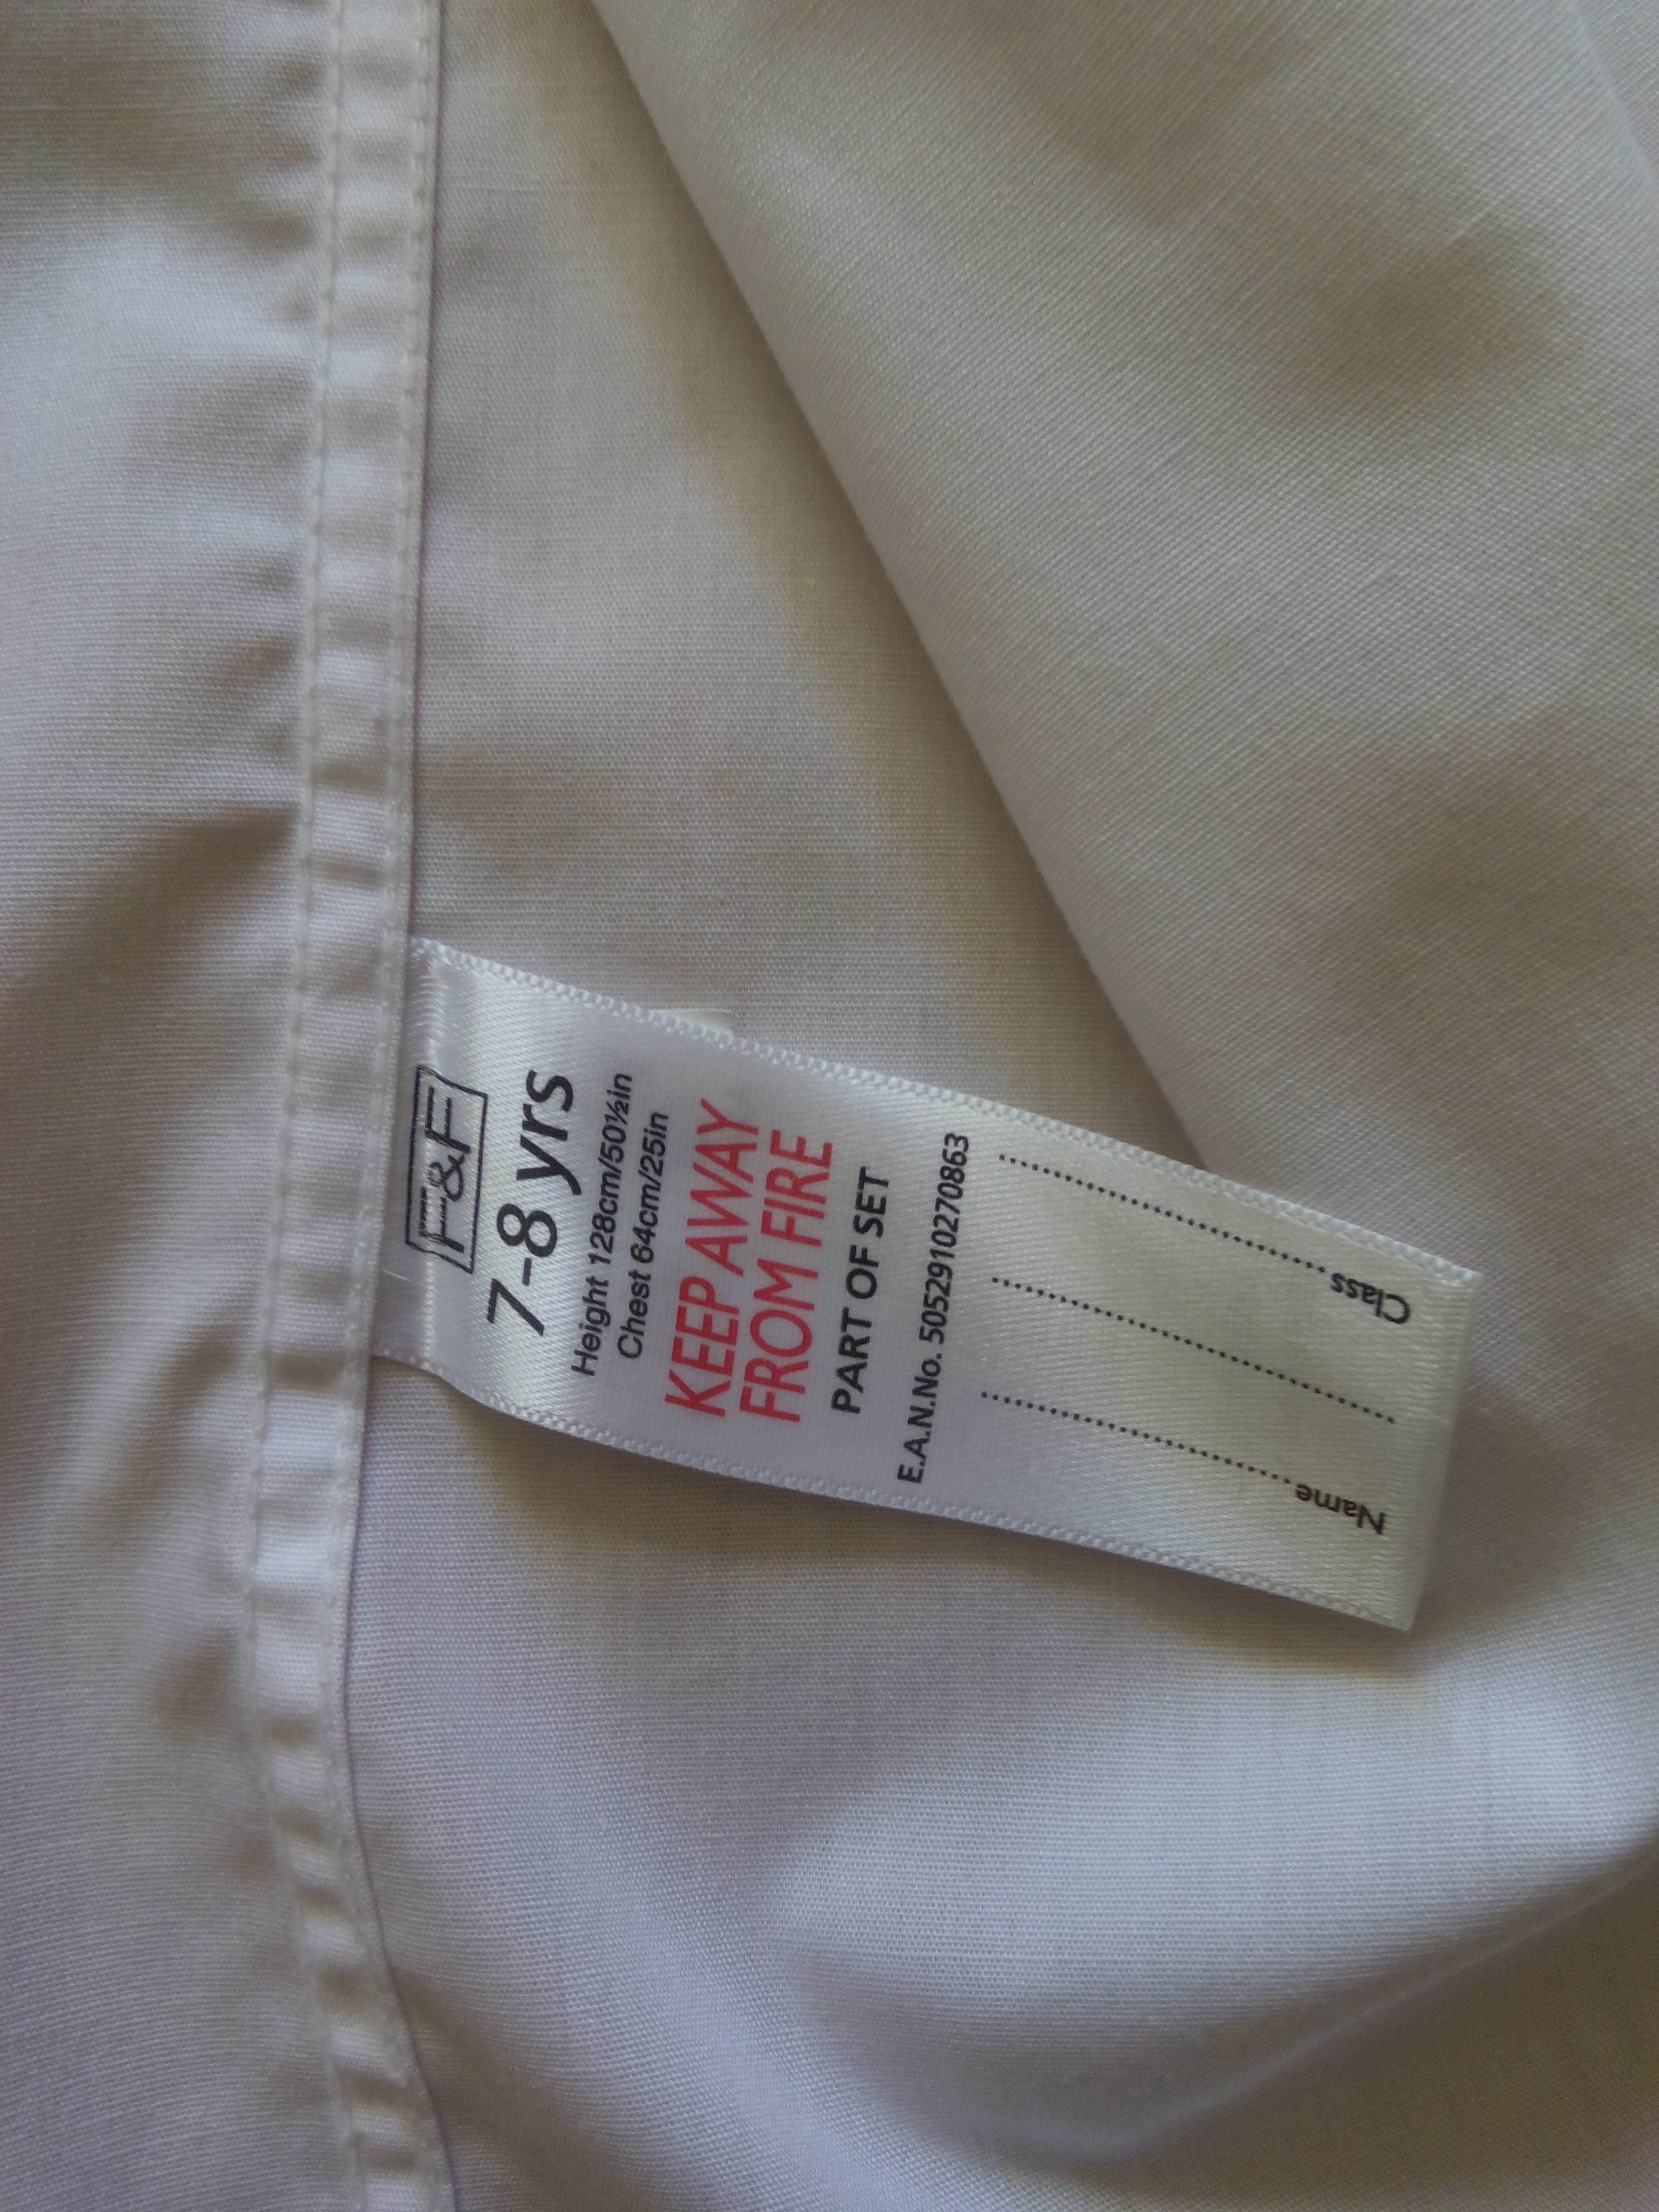 F&F
7-8 yrs
Height 128cm/50½in
Chest 64cm/25in
KEEP AWAY
FROM FIRE
PART OF SET
E.A.N.No. 5052910270863
Name
Class